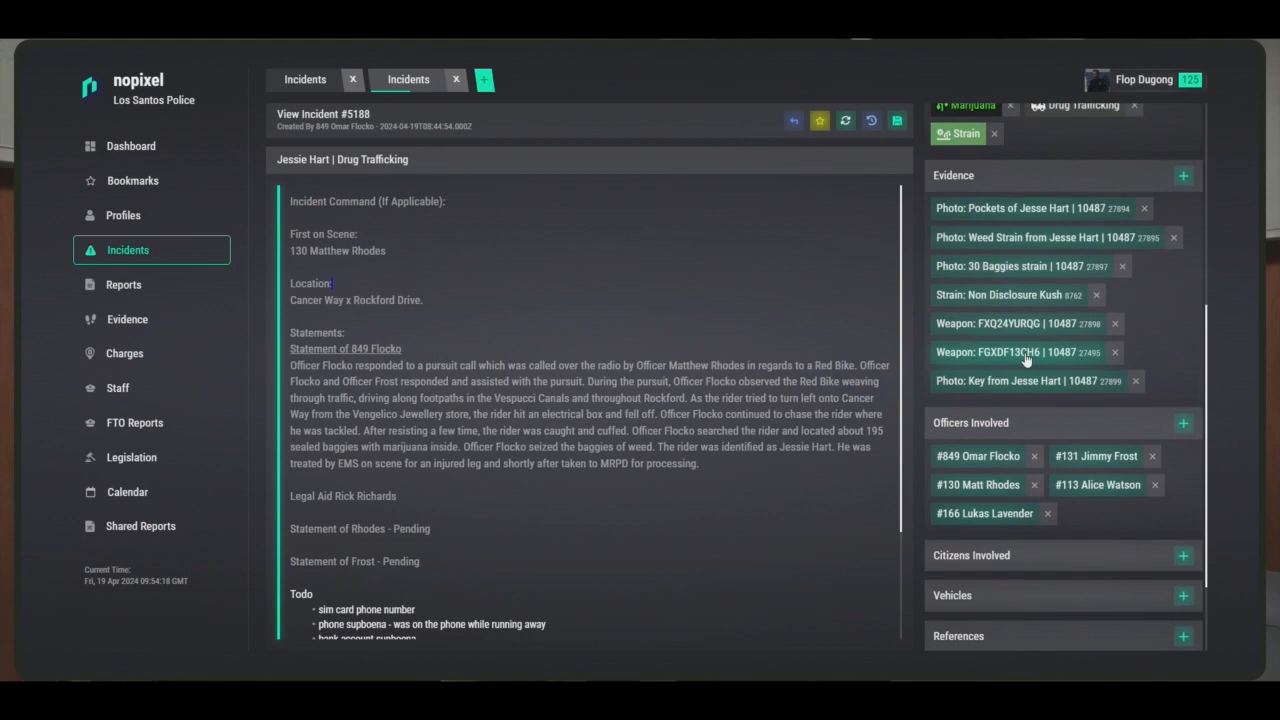 nopixel
Los Santos Police
Dashboard
Bookmarks
Profiles
Incidents
Reports
Evidence
Charges
Staff
FTO Reports
Legislation
Calendar
Shared Reports
Current Time:
Fri, 19 Apr 2024 09:54:18 GMT
Incidents x Incidents x +
Flop Dugong 125
View Incident #5188
Created By 849 Omar Flocko - 2024-04-19T08:44:54.000Z
Jessie Hart | Drug Trafficking
Incident Command (If Applicable):
First on Scene:
130 Matthew Rhodes
Location:
Cancer Way x Rockford Drive.
Statements:
Statement of 849 Flocko
Officer Flocko responded to a pursuit call which was called over the radio by Officer Matthew Rhodes in regards to a Red Bike. Officer
Flocko and Officer Frost responded and assisted with the pursuit. During the pursuit, Officer Flocko observed the Red Bike weaving
through traffic, driving along footpaths in the Vespucci Canals and throughout Rockford. As the rider tried to turn left onto Cancer
Way from the Vengelico Jewellery store, the rider hit an electrical box and fell off. Officer Flocko continued to chase the rider where
he was tackled. After resisting a few time, the rider was caught and cuffed. Officer Flocko searched the rider and located about 195
sealed baggies with marijuana inside. Officer Flocko seized the baggies of weed. The rider was identified as Jessie Hart. He was
treated by EMS on scene for an injured leg and shortly after taken to MRPD for processing.
Legal Aid Rick Richards
Statement of Rhodes - Pending
Statement of Frost - Pending
Todo
• sim card phone number
• phone supboena - was on the phone while running away
• bank account supboena
Marijuana x Drug Trafficking x
Strain x
Evidence +
Photo: Pockets of Jesse Hart | 10487 27894 x
Photo: Weed Strain from Jesse Hart | 10487 27895 x
Photo: 30 Baggies strain | 10487 27897 x
Strain: Non Disclosure Kush 8762 x
Weapon: FXQ24YURQG | 10487 27898 x
Weapon: FGXDF13CH6 | 10487 27495 x
Photo: Key from Jesse Hart | 10487 27899 x
Officers Involved +
#849 Omar Flocko x #131 Jimmy Frost x
#130 Matt Rhodes x #113 Alice Watson x
#166 Lukas Lavender x
Citizens Involved +
Vehicles +
References +